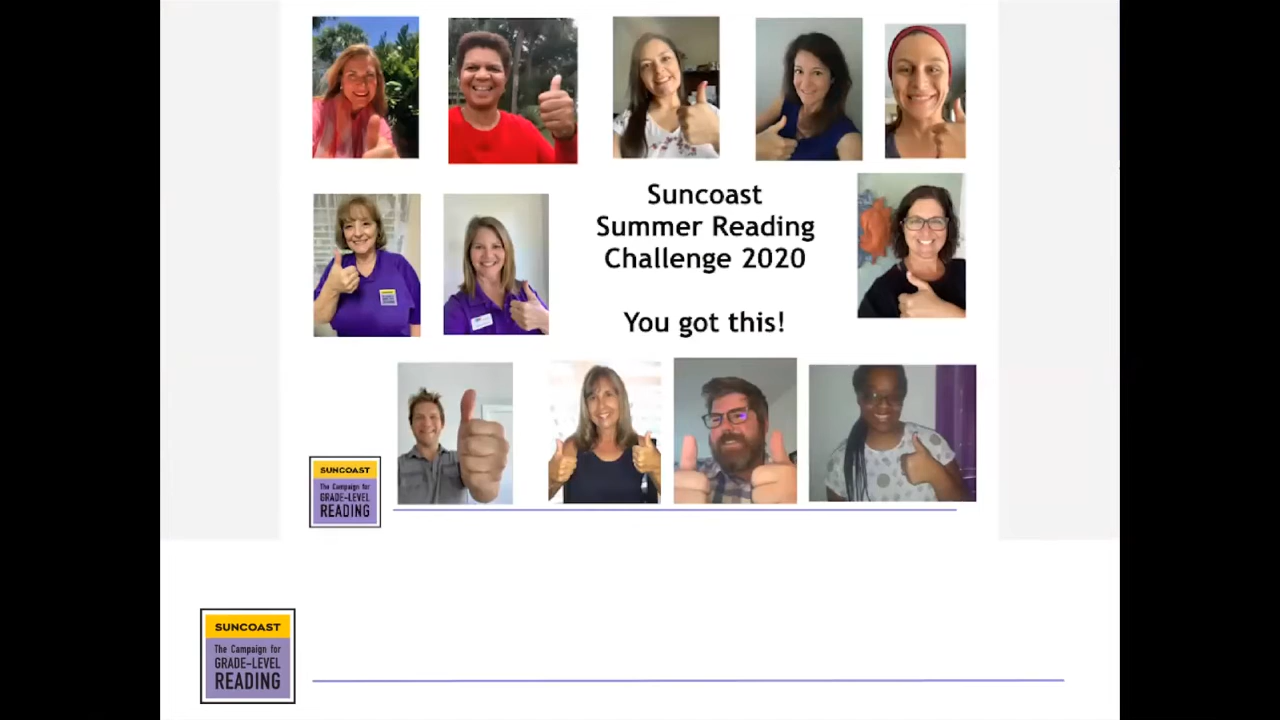 Suncoast
Summer Reading
Challenge 2020
You got this!
SUNCOAST
The Campaign for
GRADE-LEVEL
READING
SUNCOAST
The Campaign for
GRADE-LEVEL
READING